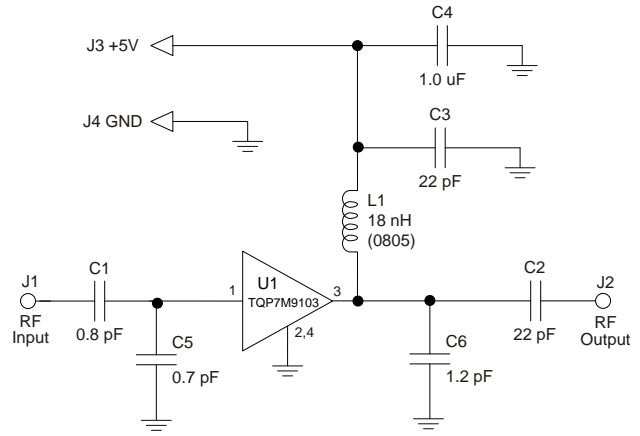 C4
J3 +5V
1.0 uF
J4 GND
C3
22 pF
L1
18 nH
(0805)
J1
C1
U1
C2
J2
1
TQP7M9103
3
RF
Input
0.8 pF
2,4
22 pF
RF
Output
C5
0.7 pF
C6
1.2 pF